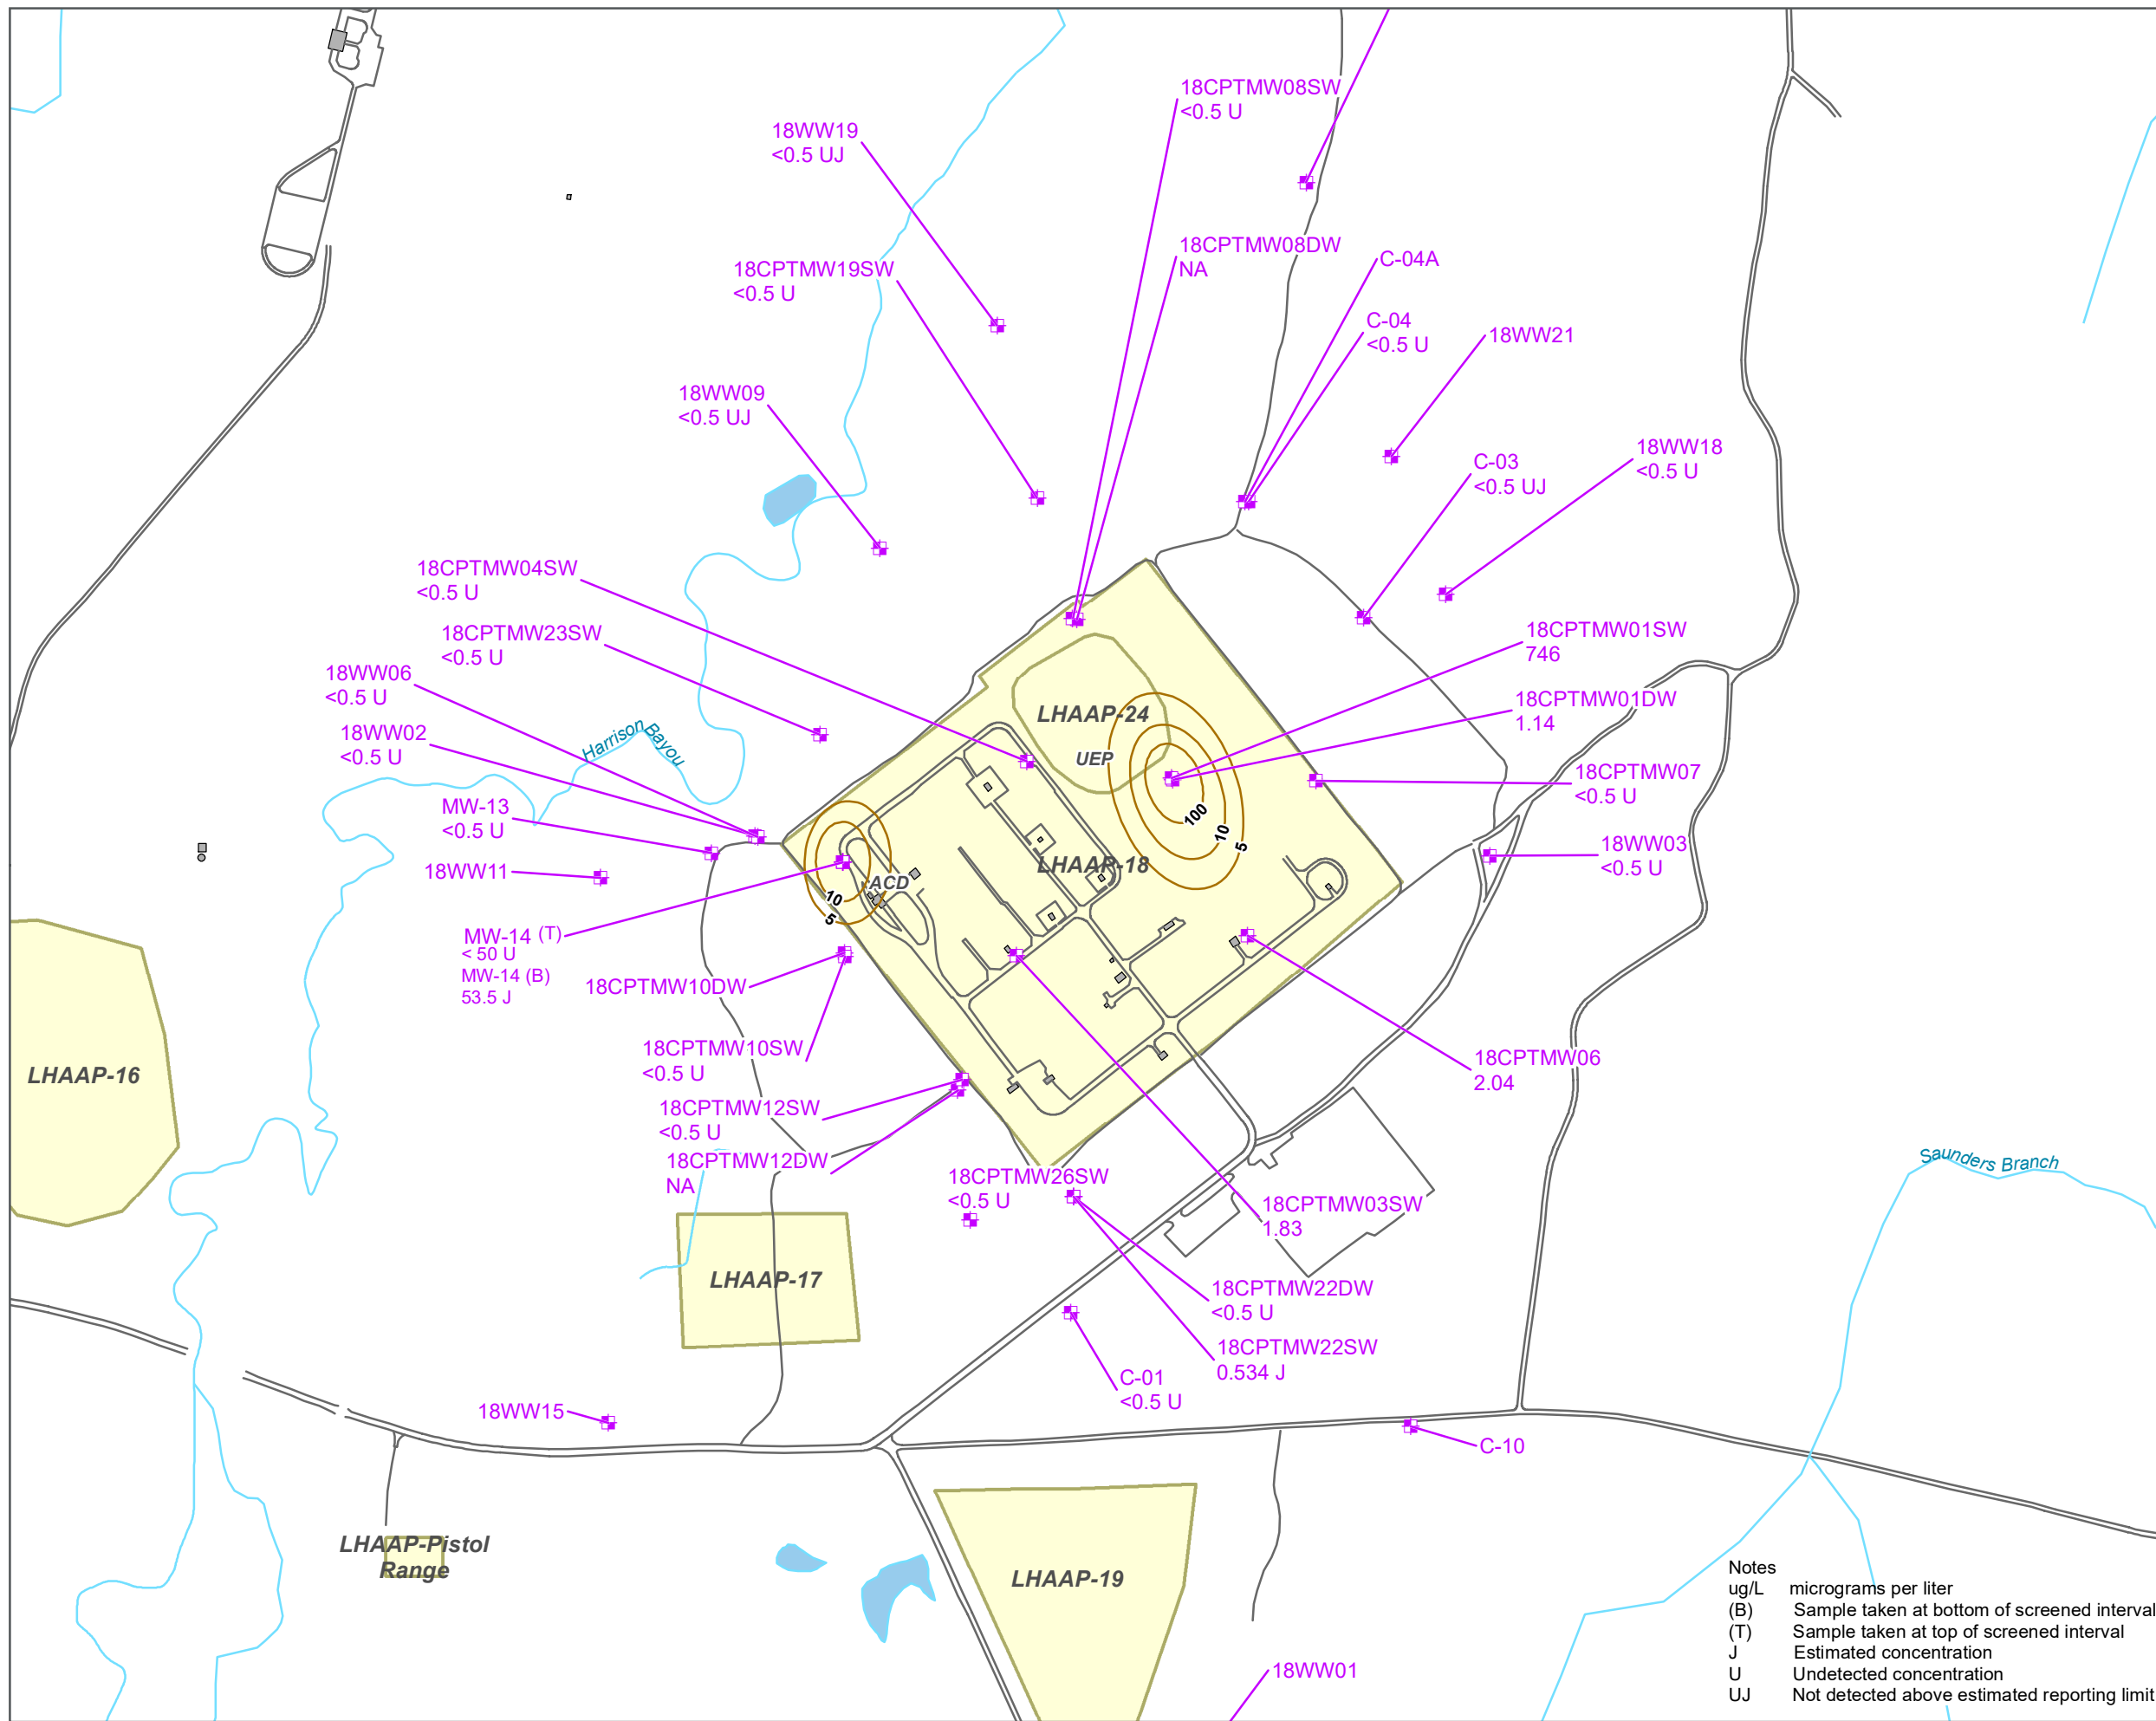 18CPTMW08SW
<0.5 U
18WW19
<0.5 UJ
18CPTMW08DW
NA
C-04A
18CPTMW19SW
<0.5 U
C-04
<0.5 U
18WW21
18WW09
<0.5 UJ
18WW18
<0.5 U
C-03
<0.5 UJ
18CPTMW04SW
<0.5 U
18CPTMW23SW
<0.5 U
18CPTMW01SW
746
18WW06
<0.5 U
18CPTMW01DW
1.14
LHAAP-24
18WW02
<0.5 U
Harrison Bayou
UEP
18CPTMW07
<0.5 U
MW-13
<0.5 U
100
10
5
18WW03
<0.5 U
LHAAP-18
18WW11
ACD
10
5
MW-14 (T)
< 50 U
MW-14 (B)
53.5 J
18CPTMW10DW
18CPTMW10SW
<0.5 U
18CPTMW06
2.04
LHAAP-16
18CPTMW12SW
<0.5 U
18CPTMW12DW
NA
Saunders Branch
18CPTMW26SW
<0.5 U
18CPTMW03SW
1.83
LHAAP-17
18CPTMW22DW
<0.5 U
18CPTMW22SW
0.534 J
C-01
<0.5 U
18WW15
C-10
LHAAP-Pistol
Range
LHAAP-19
18WW01
Notes
ug/L micrograms per liter
(B) Sample taken at bottom of screened interval
(T) Sample taken at top of screened interval
J Estimated concentration
U Undetected concentration
UJ Not detected above estimated reporting limit